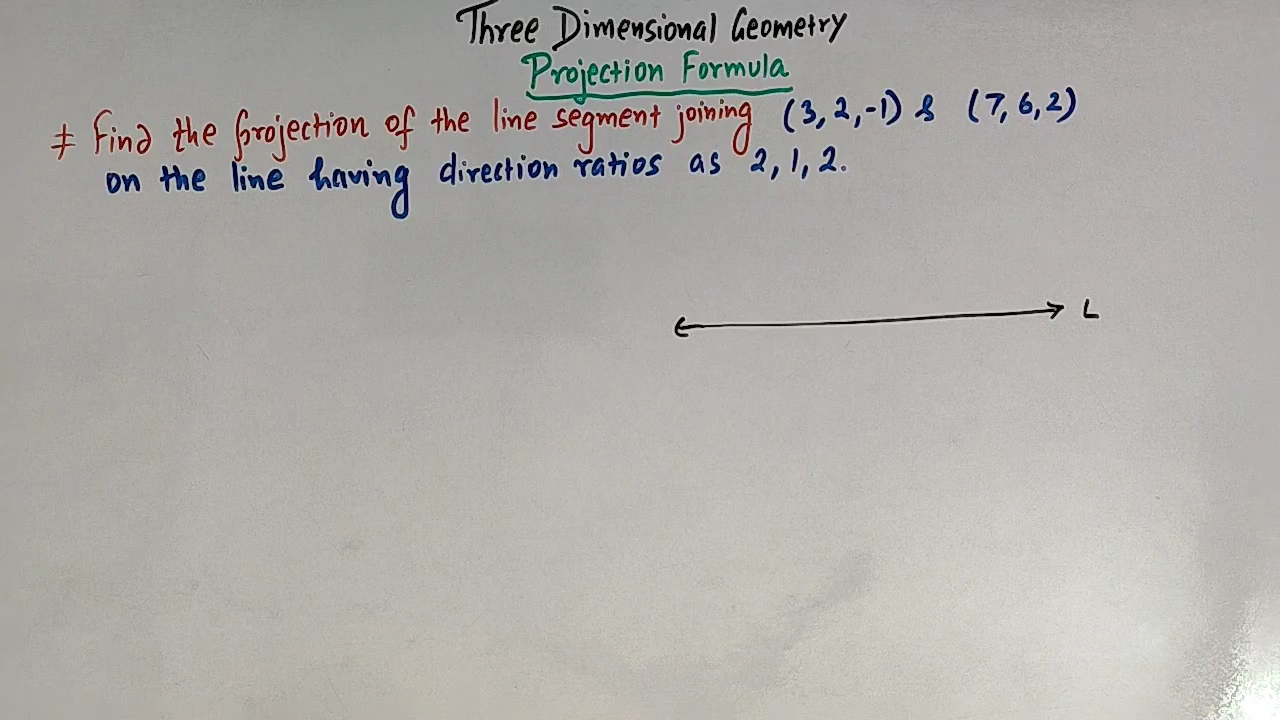 Three Dimensional Geometry
Projection Formula
# Find the projection of the line segment joining (3, 2, -1) & (7, 6, 2)
on the line having direction ratios as 2, 1, 2.
L